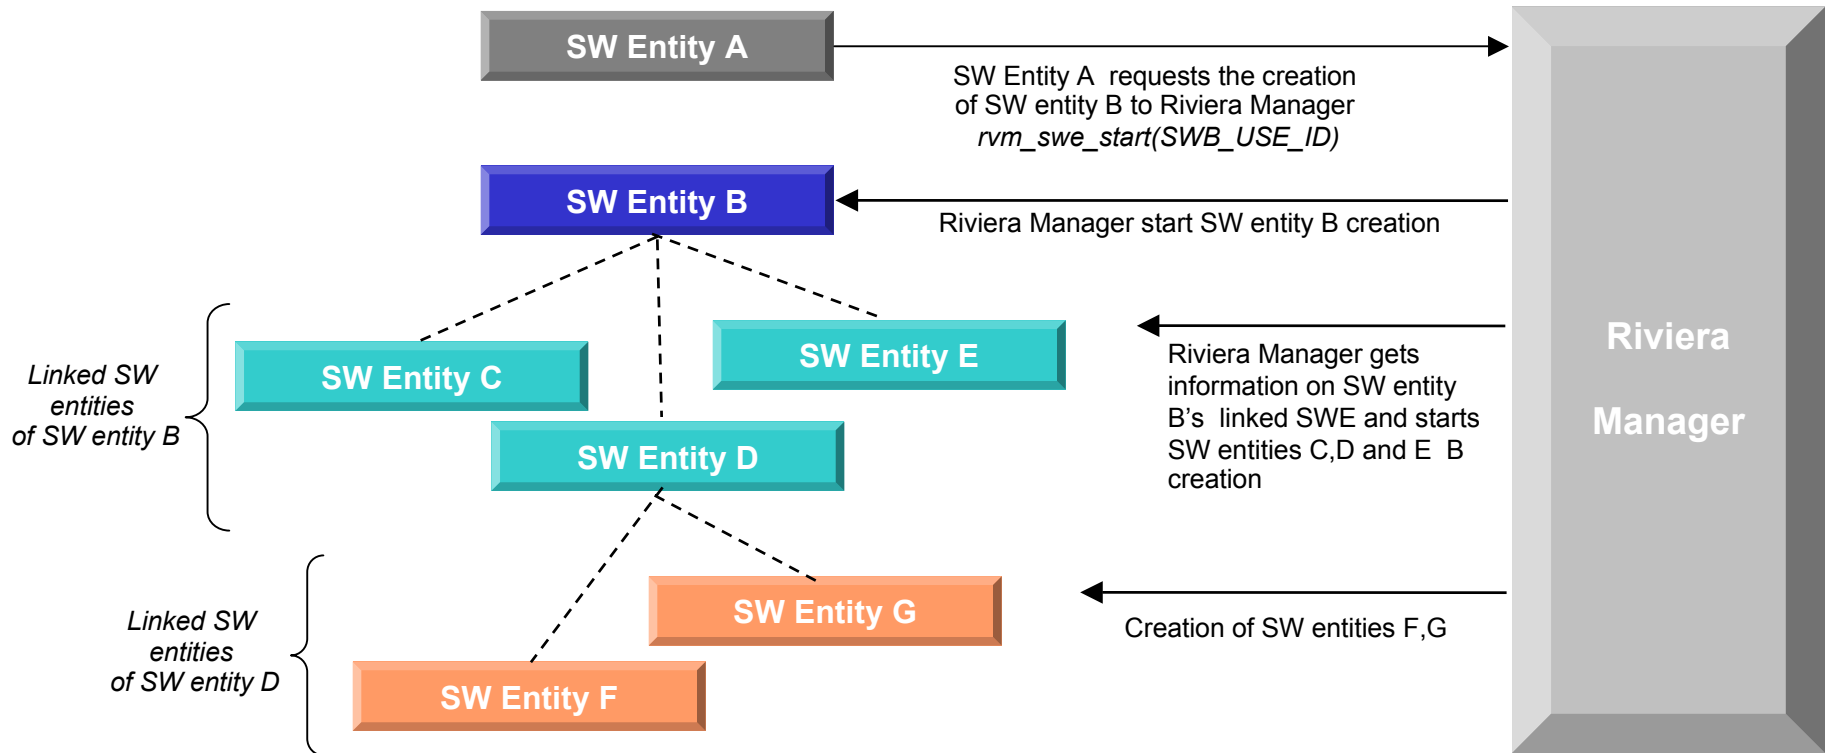 SW Entity A
SW Entity A requests the creation
of SW entity B to Riviera Manager
rvm_swe_start(SWB_USE_ID)
SW Entity B
Riviera Manager start SW entity B creation
SW Entity E
SW Entity C
Linked SW
entities
of SW entity B
SW Entity D
Riviera Manager gets
information on SW entity
B’s linked SWE and starts
SW entities C,D and E B
creation
Riviera
Manager
SW Entity G
Creation of SW entities F,G
Linked SW
entities
of SW entity D
SW Entity F